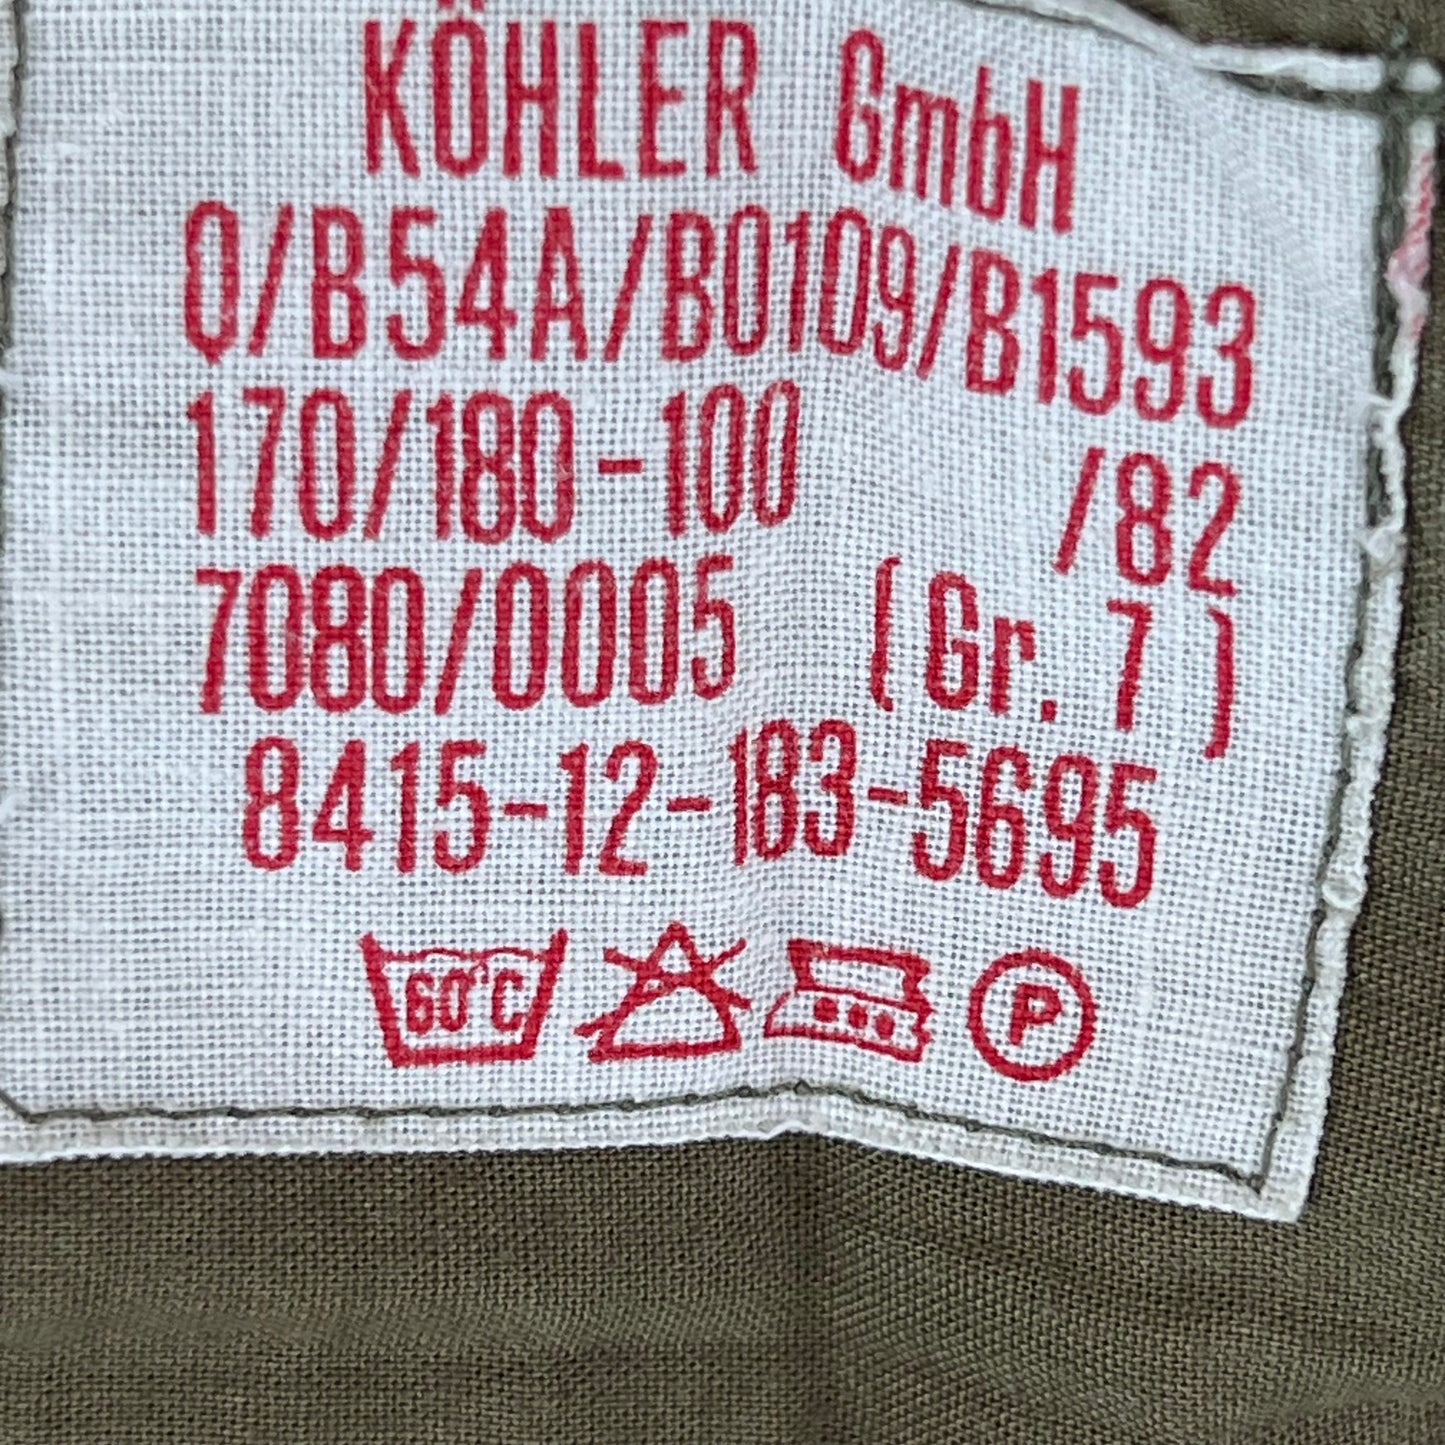 KÖHLER GmbH
Q/B54A/B0109/B1593
170/180-100 /82
7080/0005 (Gr. 7)
8415-12-183-5695
60°C P